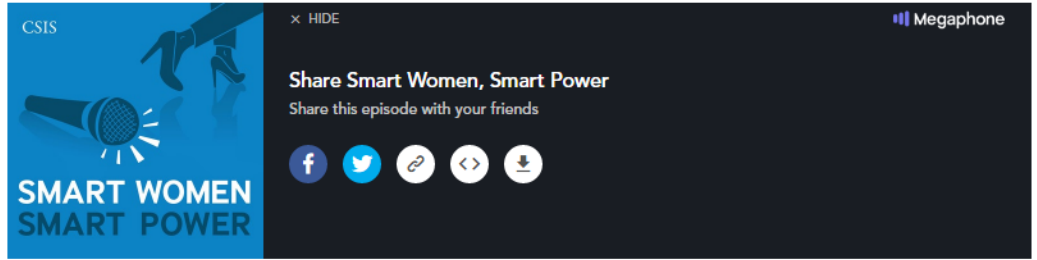 CSIS
SMART WOMEN
SMART POWER
× HIDE
Megaphone
Share Smart Women, Smart Power
Share this episode with your friends